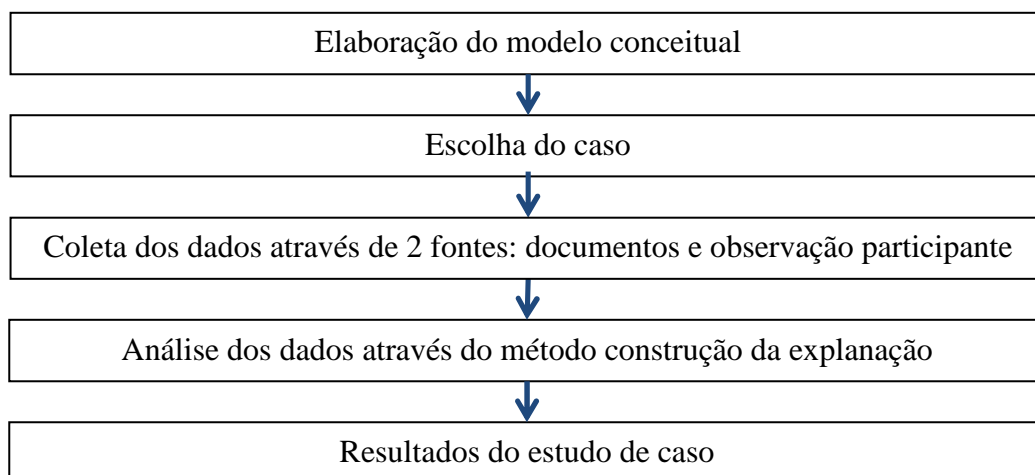 Elaboração do modelo conceitual
Escolha do caso
Coleta dos dados através de 2 fontes: documentos e observação participante
Análise dos dados através do método construção da explanação
Resultados do estudo de caso